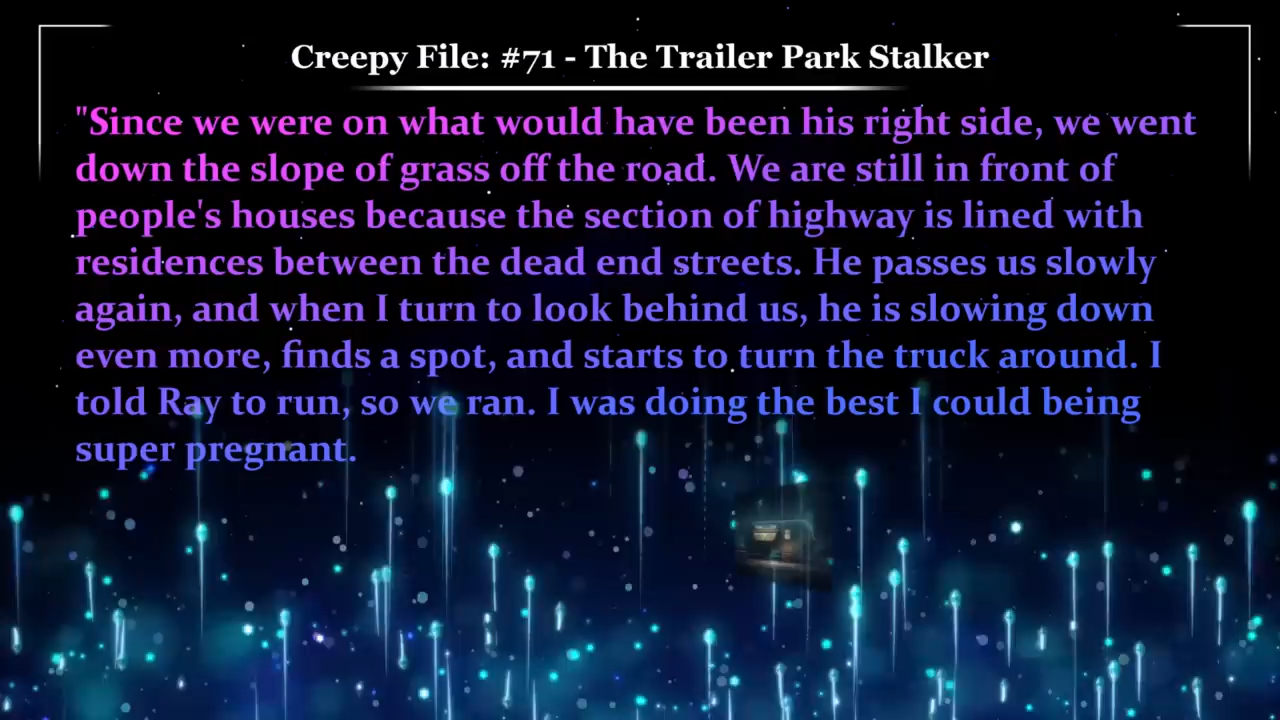 Creepy File: #71 - The Trailer Park Stalker
"Since we were on what would have been his right side, we went
down the slope of grass off the road. We are still in front of
people's houses because the section of highway is lined with
residences between the dead end streets. He passes us slowly
again, and when I turn to look behind us, he is slowing down
even more, finds a spot, and starts to turn the truck around. I
told Ray to run, so we ran. I was doing the best I could being
super pregnant.